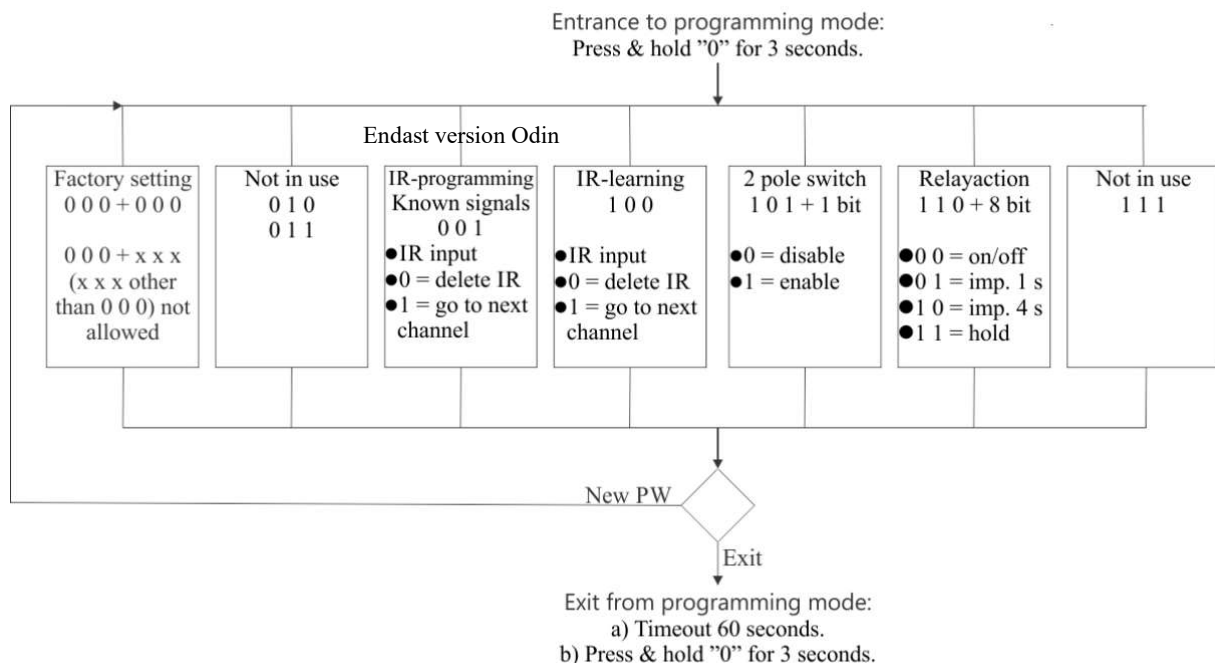 Entrance to programming mode:
Press & hold ”0” for 3 seconds.
Endast version Odin
Factory setting
0 0 0 + 0 0 0
0 0 0 + x x x
(x x x other
than 0 0 0) not
allowed
Not in use
0 1 0
0 1 1
IR-programming
Known signals
0 0 1
●IR input
●0 = delete IR
●1 = go to next
channel
IR-learning
1 0 0
●IR input
●0 = delete IR
●1 = go to next
channel
2 pole switch
1 0 1 + 1 bit
●0 = disable
●1 = enable
Relayaction
1 1 0 + 8 bit
●0 0 = on/off
●0 1 = imp. 1 s
●1 0 = imp. 4 s
●1 1 = hold
Not in use
1 1 1
New PW
Exit
Exit from programming mode:
a) Timeout 60 seconds.
b) Press & hold ”0” for 3 seconds.